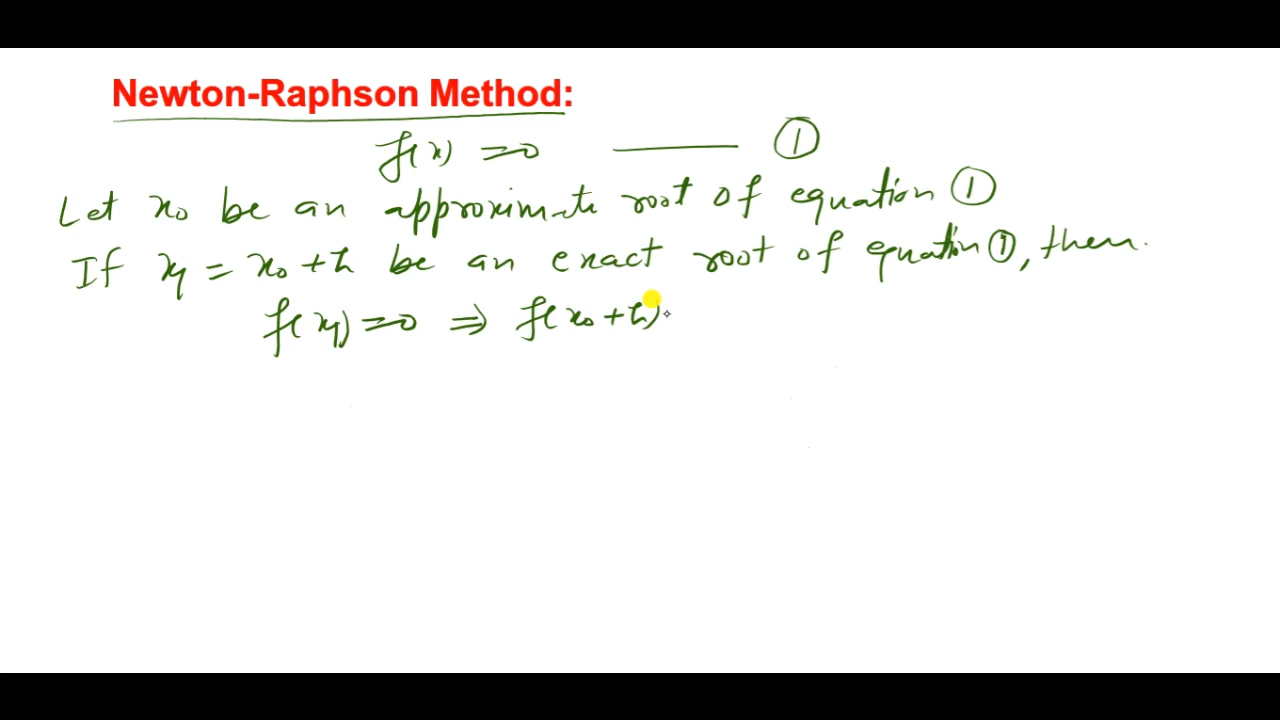 Newton-Raphson Method:
f(x) = 0 ——— ①
Let x₀ be an approximate root of equation ①
If x₁ = x₀ + h be an exact root of equation ①, then.
f(x₁) = 0 ⇒ f(x₀ + h)